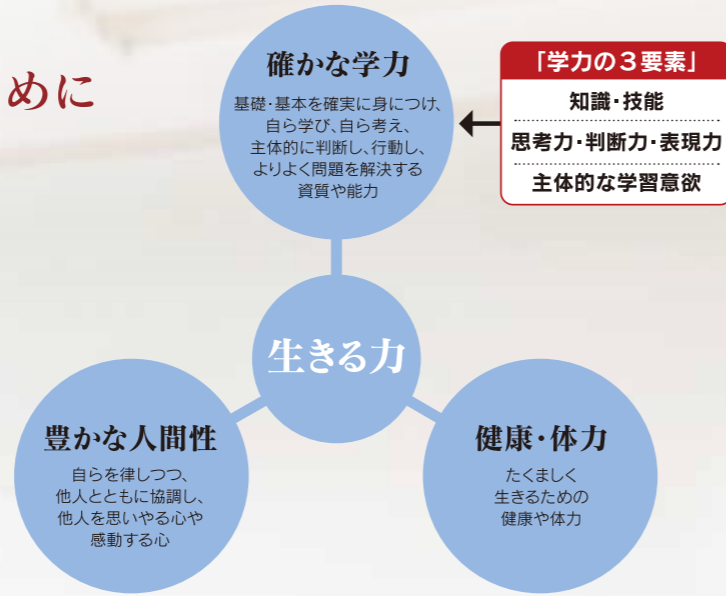 めに
確かな学力
基礎・基本を確実に身につけ、
自ら学び、自ら考え、
主体的に判断し、行動し、
よりよく問題を解決する
資質や能力
「学力の3要素」
知識・技能
思考力・判断力・表現力
主体的な学習意欲
生きる力
豊かな人間性
自らを律しつつ、
他人とともに協調し、
他人を思いやる心や
感動する心
健康・体力
たくましく
生きるための
健康や体力